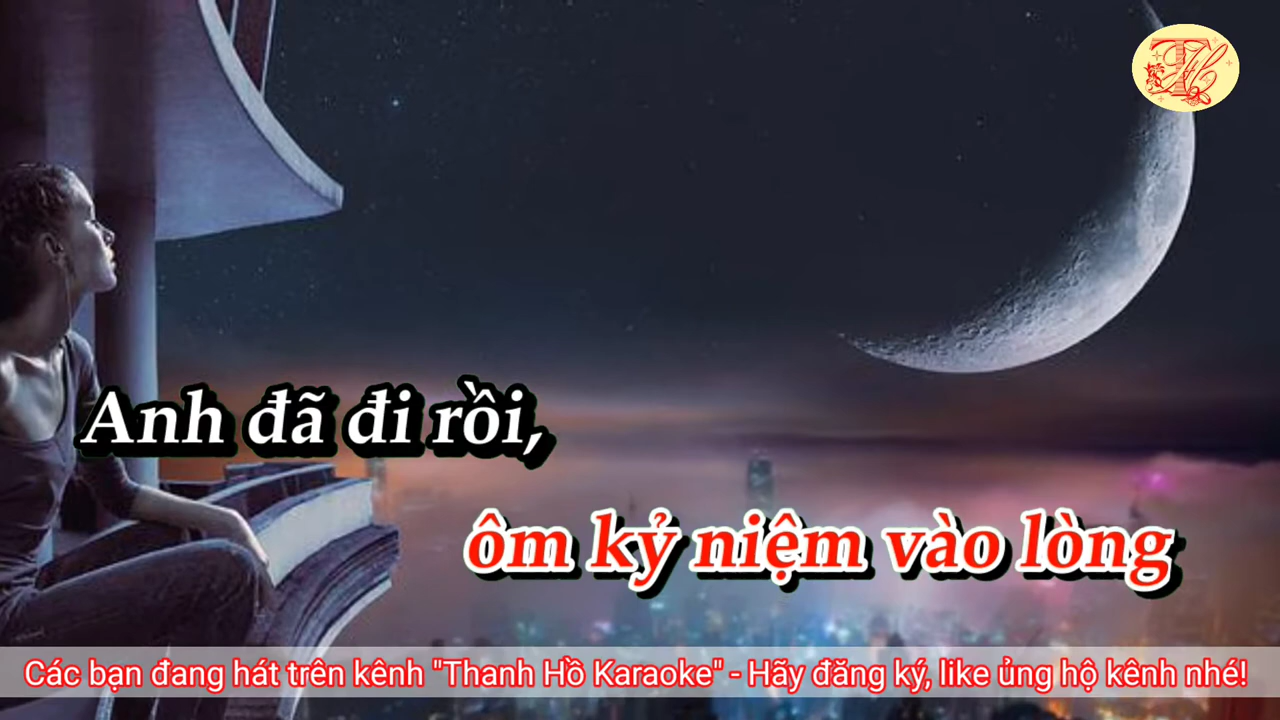 Anh đã đi rồi,
ôm kỷ niệm vào lòng
Các bạn đang hát trên kênh "Thanh Hồ Karaoke" - Hãy đăng ký, like ủng hộ kênh nhé!